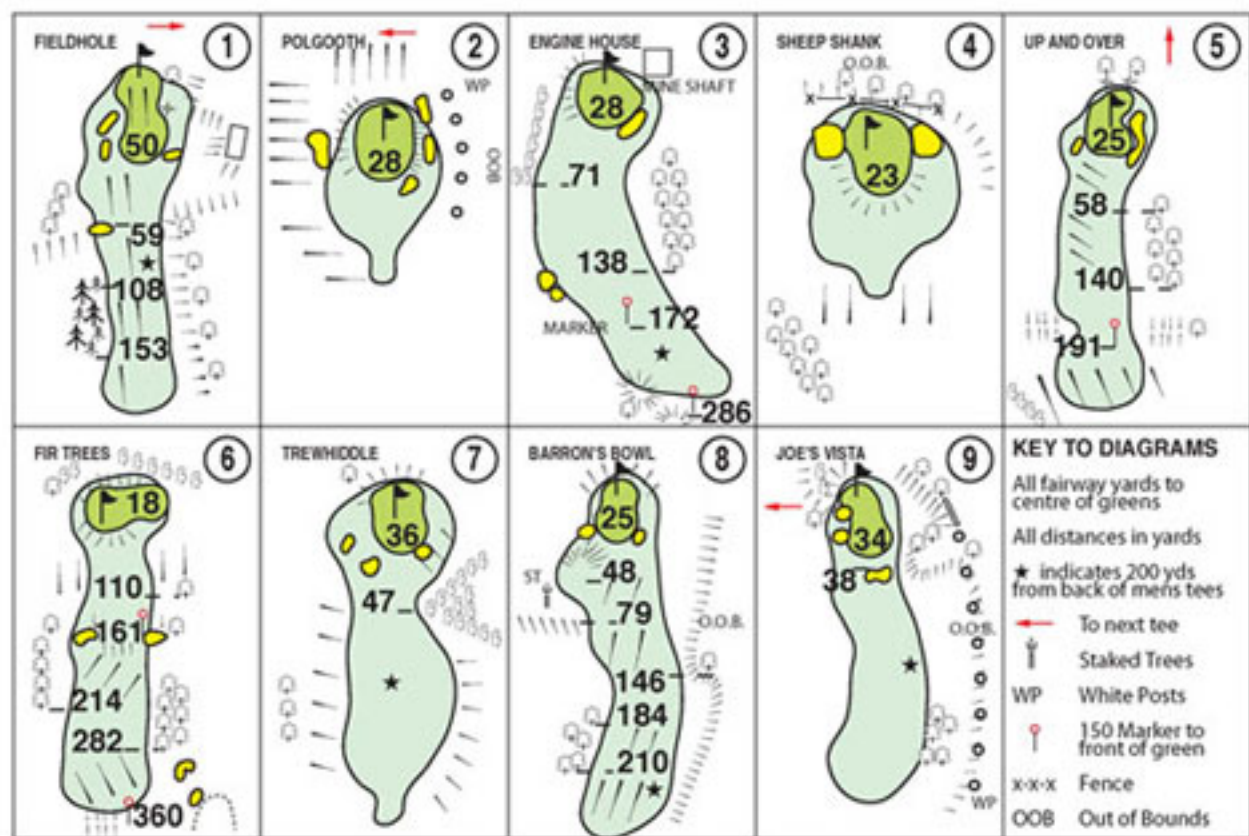 FIELDHOLE
1
50
59
108
153
POLGOOTH
2
WP
28
OOB
ENGINE HOUSE
3
MINE SHAFT
28
71
138
MARKER
172
286
SHEEP SHANK
4
O.O.B.
x x x x
23
UP AND OVER
5
25
58
140
191
FIR TREES
6
18
110
161
214
282
360
TREWHIDDLE
7
36
47
BARRON'S BOWL
8
25
ST
48
79
O.O.B.
146
184
210
JOE'S VISTA
9
34
38
O.O.B.
WP
KEY TO DIAGRAMS
All fairway yards to
centre of greens
All distances in yards
★ indicates 200 yds
from back of mens tees
To next tee
Staked Trees
WP White Posts
150 Marker to
front of green
x-x-x Fence
OOB Out of Bounds